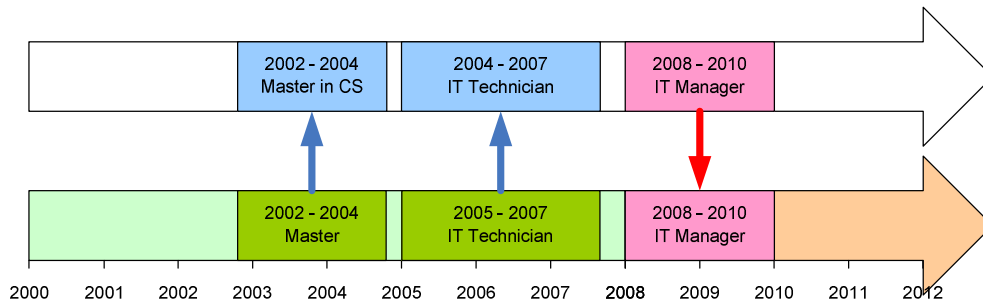 2002 - 2004
Master in CS
2004 - 2007
IT Technician
2008 - 2010
IT Manager
2002 - 2004
Master
2005 - 2007
IT Technician
2008 - 2010
IT Manager
2000 2001 2002 2003 2004 2005 2006 2007 2008 2009 2010 2011 2012